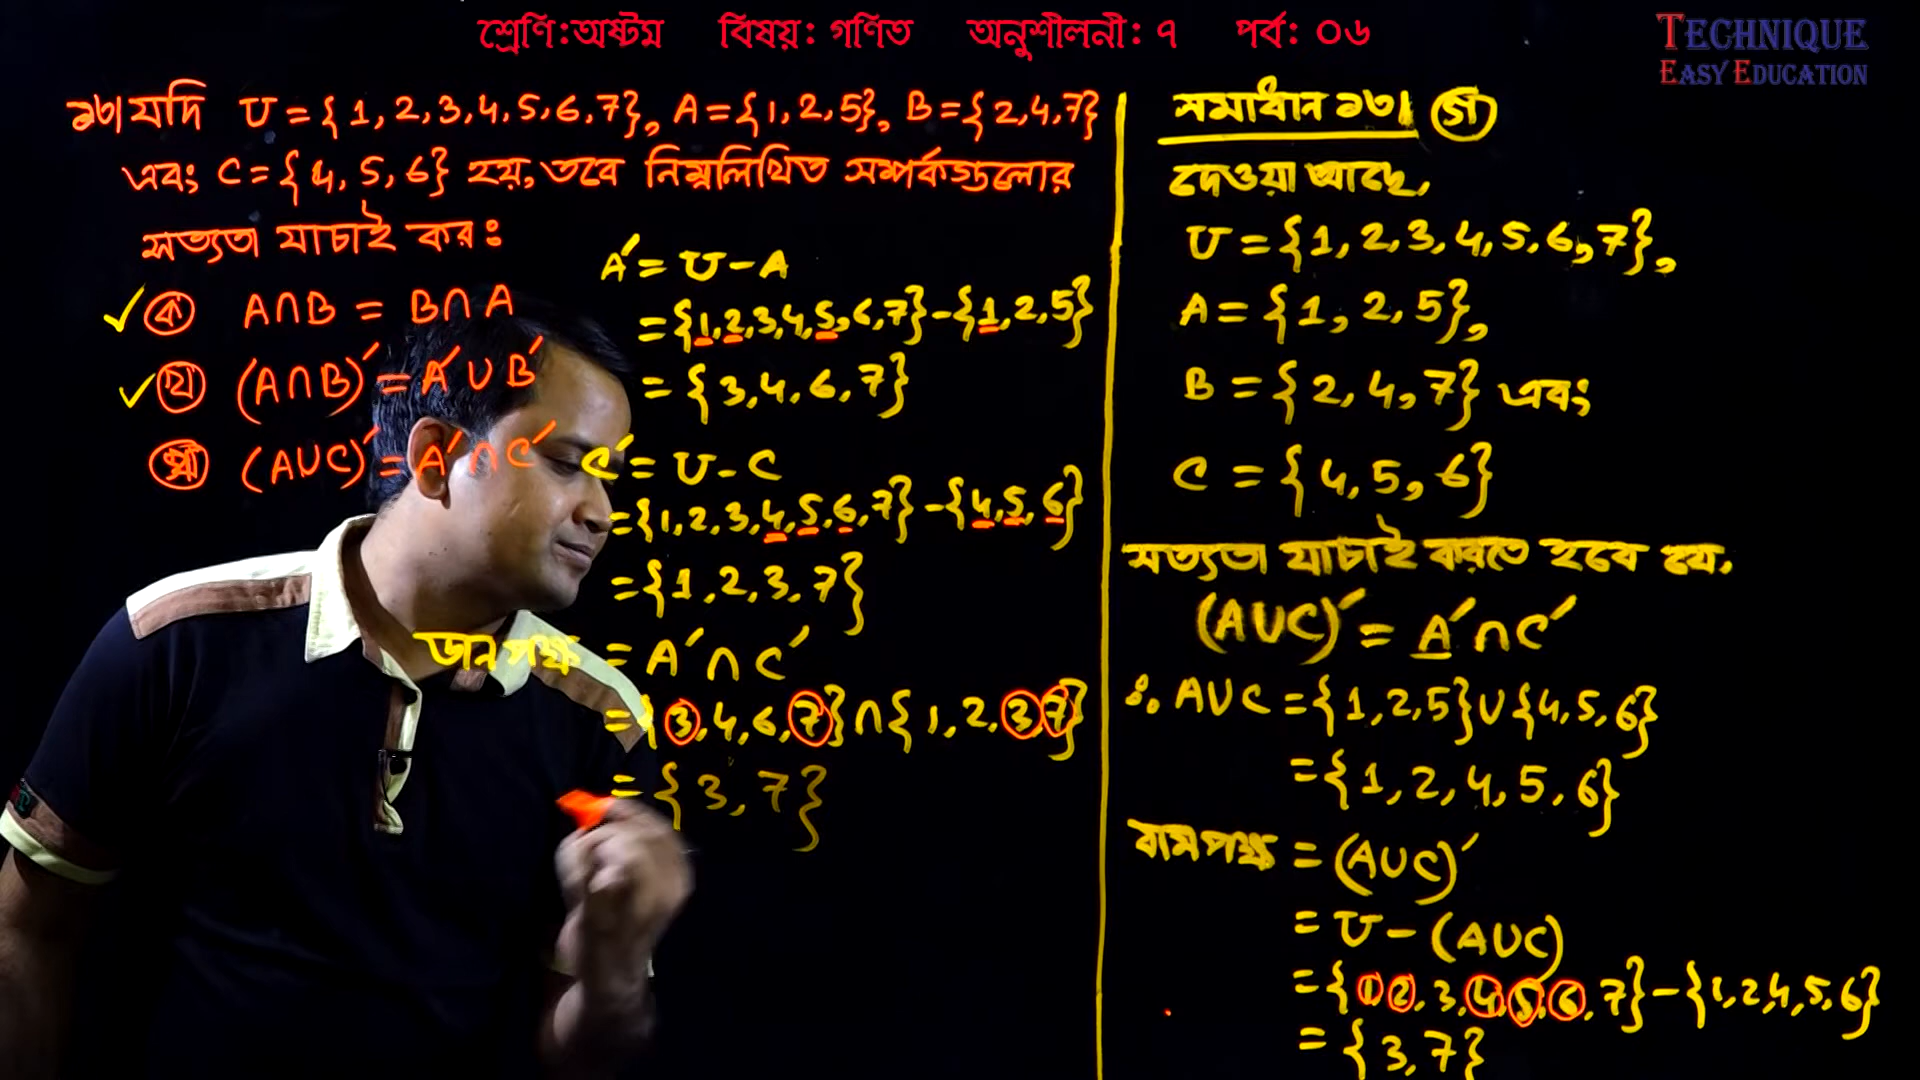 শ্রেণি:অষ্টম বিষয়: গণিত অনুশীলনী: ৭ পর্ব: ০৬
TECHNIQUE
EASY EDUCATION
১৩। যদি U = {1, 2, 3, 4, 5, 6, 7}, A = {1, 2, 5}, B = {2, 4, 7}
এবং C = {4, 5, 6} হয়, তবে নিম্নলিখিত সম্পর্কগুলোর
সত্যতা যাচাই কর:
✓ (ক) A∩B = B∩A
✓ (খ) (A∩B)′ = A′∪B′
(গ) (A∪C)′ = A′∩C′
A′ = U - A
= {1, 2, 3, 4, 5, 6, 7} - {1, 2, 5}
= {3, 4, 6, 7}
C′ = U - C
= {1, 2, 3, 4, 5, 6, 7} - {4, 5, 6}
= {1, 2, 3, 7}
ডানপক্ষ = A′∩C′
= {3, 4, 6, 7} ∩ {1, 2, 3, 7}
= {3, 7}
সমাধান ১৩। (গ)
দেওয়া আছে,
U = {1, 2, 3, 4, 5, 6, 7},
A = {1, 2, 5},
B = {2, 4, 7} এবং
C = {4, 5, 6}
সত্যতা যাচাই করতে হবে যে,
(A∪C)′ = A′∩C′
∴ A∪C = {1, 2, 5} ∪ {4, 5, 6}
= {1, 2, 4, 5, 6}
বামপক্ষ = (A∪C)′
= U - (A∪C)
= {1, 2, 3, 4, 5, 6, 7} - {1, 2, 4, 5, 6}
= {3, 7}